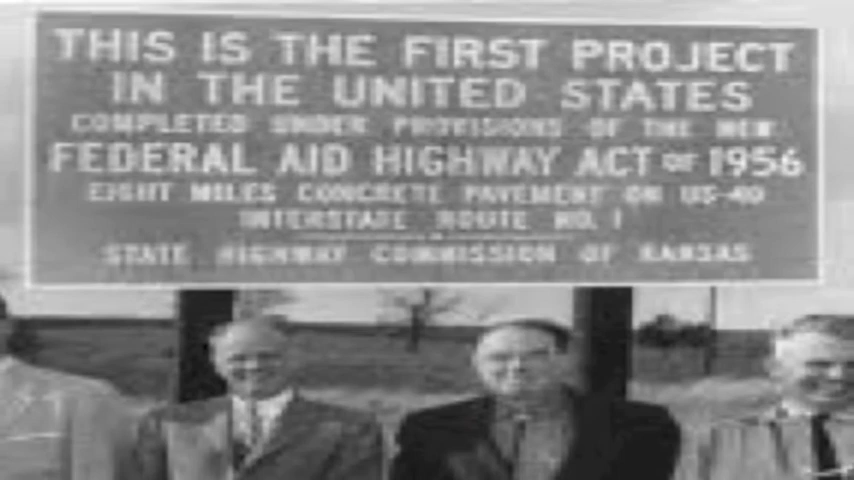 THIS IS THE FIRST PROJECT
IN THE UNITED STATES
COMPLETED UNDER PROVISIONS OF THE NEW
FEDERAL AID HIGHWAY ACT OF 1956
EIGHT MILES CONCRETE PAVEMENT ON US-40
INTERSTATE ROUTE NO. 1
STATE HIGHWAY COMMISSION OF KANSAS